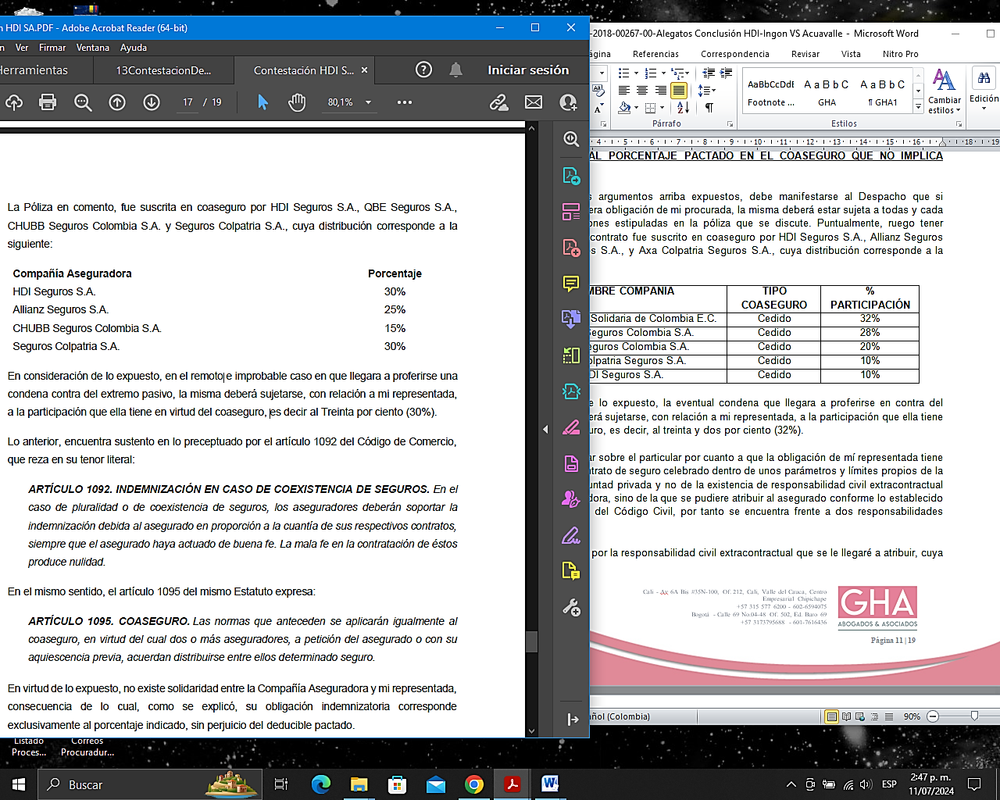 n HDI SA.PDF - Adobe Acrobat Reader (64-bit)
n Ver Firmar Ventana Ayuda
Herramientas 13ContestacionDe... Contestación HDI S... Iniciar sesión
17 / 19 80,1%
La Póliza en comento, fue suscrita en coaseguro por HDI Seguros S.A., QBE Seguros S.A.,
CHUBB Seguros Colombia S.A. y Seguros Colpatria S.A., cuya distribución corresponde a la
siguiente:
Compañía Aseguradora Porcentaje
HDI Seguros S.A. 30%
Allianz Seguros S.A. 25%
CHUBB Seguros Colombia S.A. 15%
Seguros Colpatria S.A. 30%
En consideración de lo expuesto, en el remoto e improbable caso en que llegara a proferirse una
condena contra del extremo pasivo, la misma deberá sujetarse, con relación a mi representada,
a la participación que ella tiene en virtud del coaseguro, es decir al Treinta por ciento (30%).
Lo anterior, encuentra sustento en lo preceptuado por el artículo 1092 del Código de Comercio,
que reza en su tenor literal:
ARTÍCULO 1092. INDEMNIZACIÓN EN CASO DE COEXISTENCIA DE SEGUROS. En el
caso de pluralidad o de coexistencia de seguros, los aseguradores deberán soportar la
indemnización debida al asegurado en proporción a la cuantía de sus respectivos contratos,
siempre que el asegurado haya actuado de buena fe. La mala fe en la contratación de éstos
produce nulidad.
En el mismo sentido, el artículo 1095 del mismo Estatuto expresa:
ARTÍCULO 1095. COASEGURO. Las normas que anteceden se aplicarán igualmente al
coaseguro, en virtud del cual dos o más aseguradores, a petición del asegurado o con su
aquiescencia previa, acuerdan distribuirse entre ellos determinado seguro.
En virtud de lo expuesto, no existe solidaridad entre la Compañía Aseguradora y mi representada,
consecuencia de lo cual, como se explicó, su obligación indemnizatoria corresponde
exclusivamente al porcentaje indicado, sin perjuicio del deducible pactado.
-2018-00267-00-Alegatos Conclusión HDI-Ingon VS Acuavalle - Microsoft Word
ágina Referencias Correspondencia Revisar Vista Nitro Pro
AaBbCcDdE A a B b C A a B b C
Footnote ... GHA ¶ GHA1
Cambiar
estilos
Edición
Párrafo Estilos
4 5 6 7 8 9 10 11 12 13 14 15 16 18 19
AL PORCENTAJE PACTADO EN EL COASEGURO QUE NO IMPLICA
s argumentos arriba expuestos, debe manifestarse al Despacho que si
era obligación de mi procurada, la misma deberá estar sujeta a todas y cada
ones estipuladas en la póliza que se discute. Puntualmente, ruego tener
contrato fue suscrito en coaseguro por HDI Seguros S.A., Allianz Seguros
s S.A., y Axa Colpatria Seguros S.A., cuya distribución corresponde a la
MBRE COMPANIA TIPO COASEGURO % PARTICIPACIÓN
Solidaria de Colombia E.C. Cedido 32%
Seguros Colombia S.A. Cedido 28%
eguros Colombia S.A. Cedido 20%
olpatria Seguros S.A. Cedido 10%
DI Seguros S.A. Cedido 10%
e lo expuesto, la eventual condena que llegara a proferirse en contra del
erá sujetarse, con relación a mi representada, a la participación que ella tiene
uro, es decir, al treinta y dos por ciento (32%).
ar sobre el particular por cuanto a que la obligación de mí representada tiene
ntrato de seguro celebrado dentro de unos parámetros y límites propios de la
untad privada y no de la existencia de responsabilidad civil extracontractual
dora, sino de la que se pudiere atribuir al asegurado conforme lo establecido
del Código Civil, por tanto se encuentra frente a dos responsabilidades
por la responsabilidad civil extracontractual que se le llegaré a atribuir, cuya
Cali - Av 6A Bis #35N-100, Of. 212, Cali, Valle del Cauca, Centro
Empresarial Chipichape
+57 315 577 6200 - 602-6594075
Bogotá - Calle 69 No.04-48 Of. 502, Ed. Buro 69
+57 3173795688 - 601-7616436
GHA
ABOGADOS & ASOCIADOS
Página 11 | 19
ñol (Colombia) 90%
Listado
Proces...
Correos
Procuradur...
Buscar
ESP
2:47 p. m.
11/07/2024